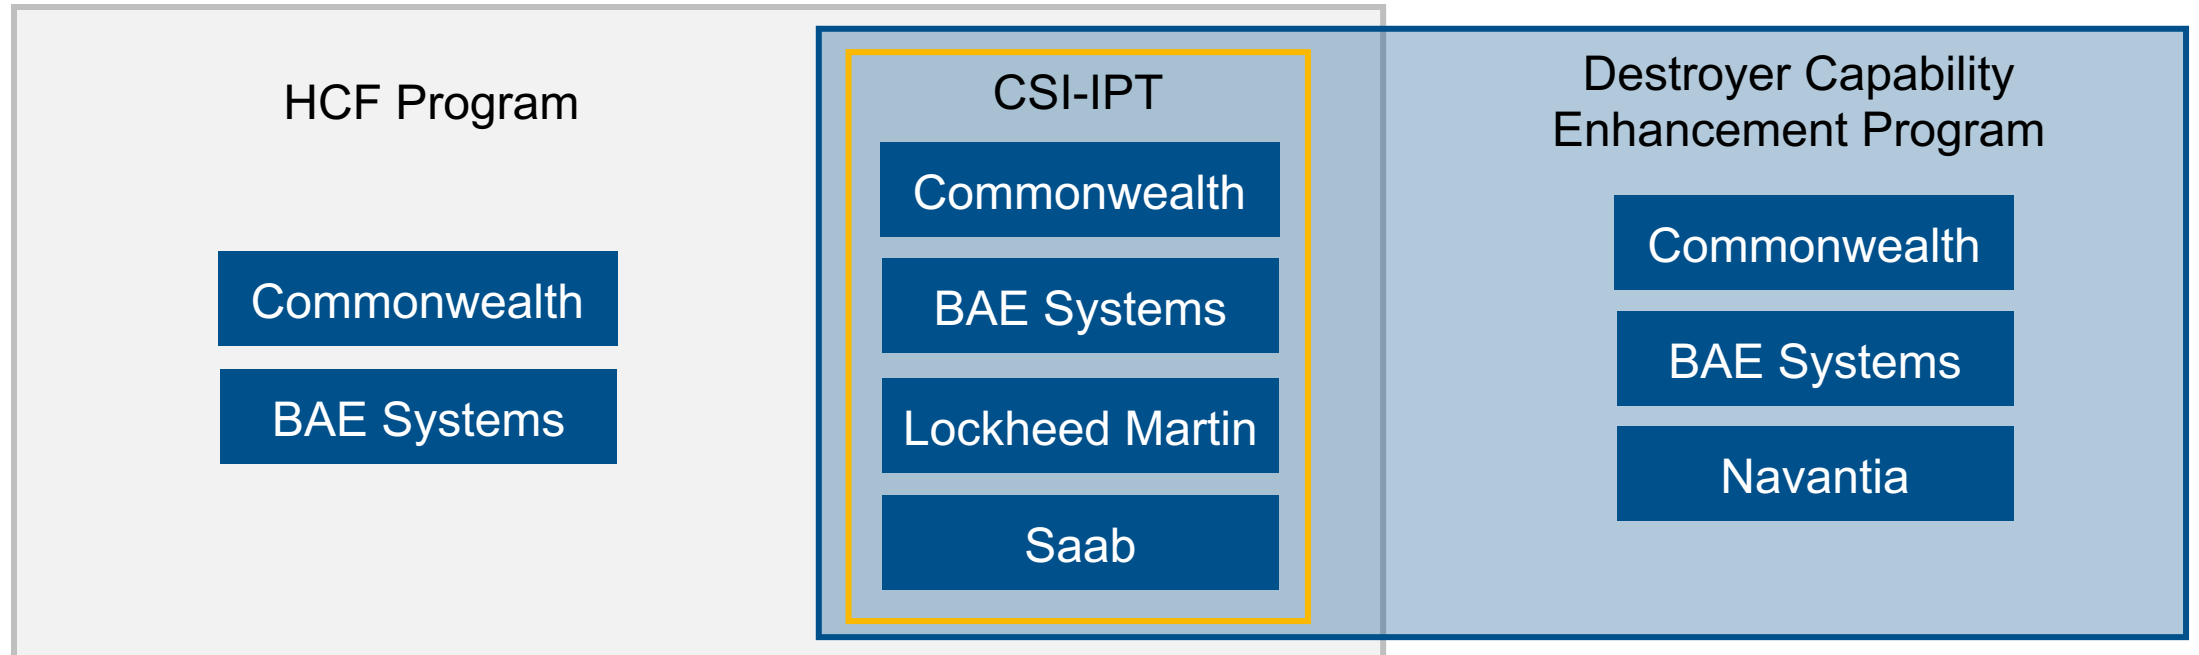 HCF Program
Commonwealth
BAE Systems
CSI-IPT
Commonwealth
BAE Systems
Lockheed Martin
Saab
Destroyer Capability
Enhancement Program
Commonwealth
BAE Systems
Navantia